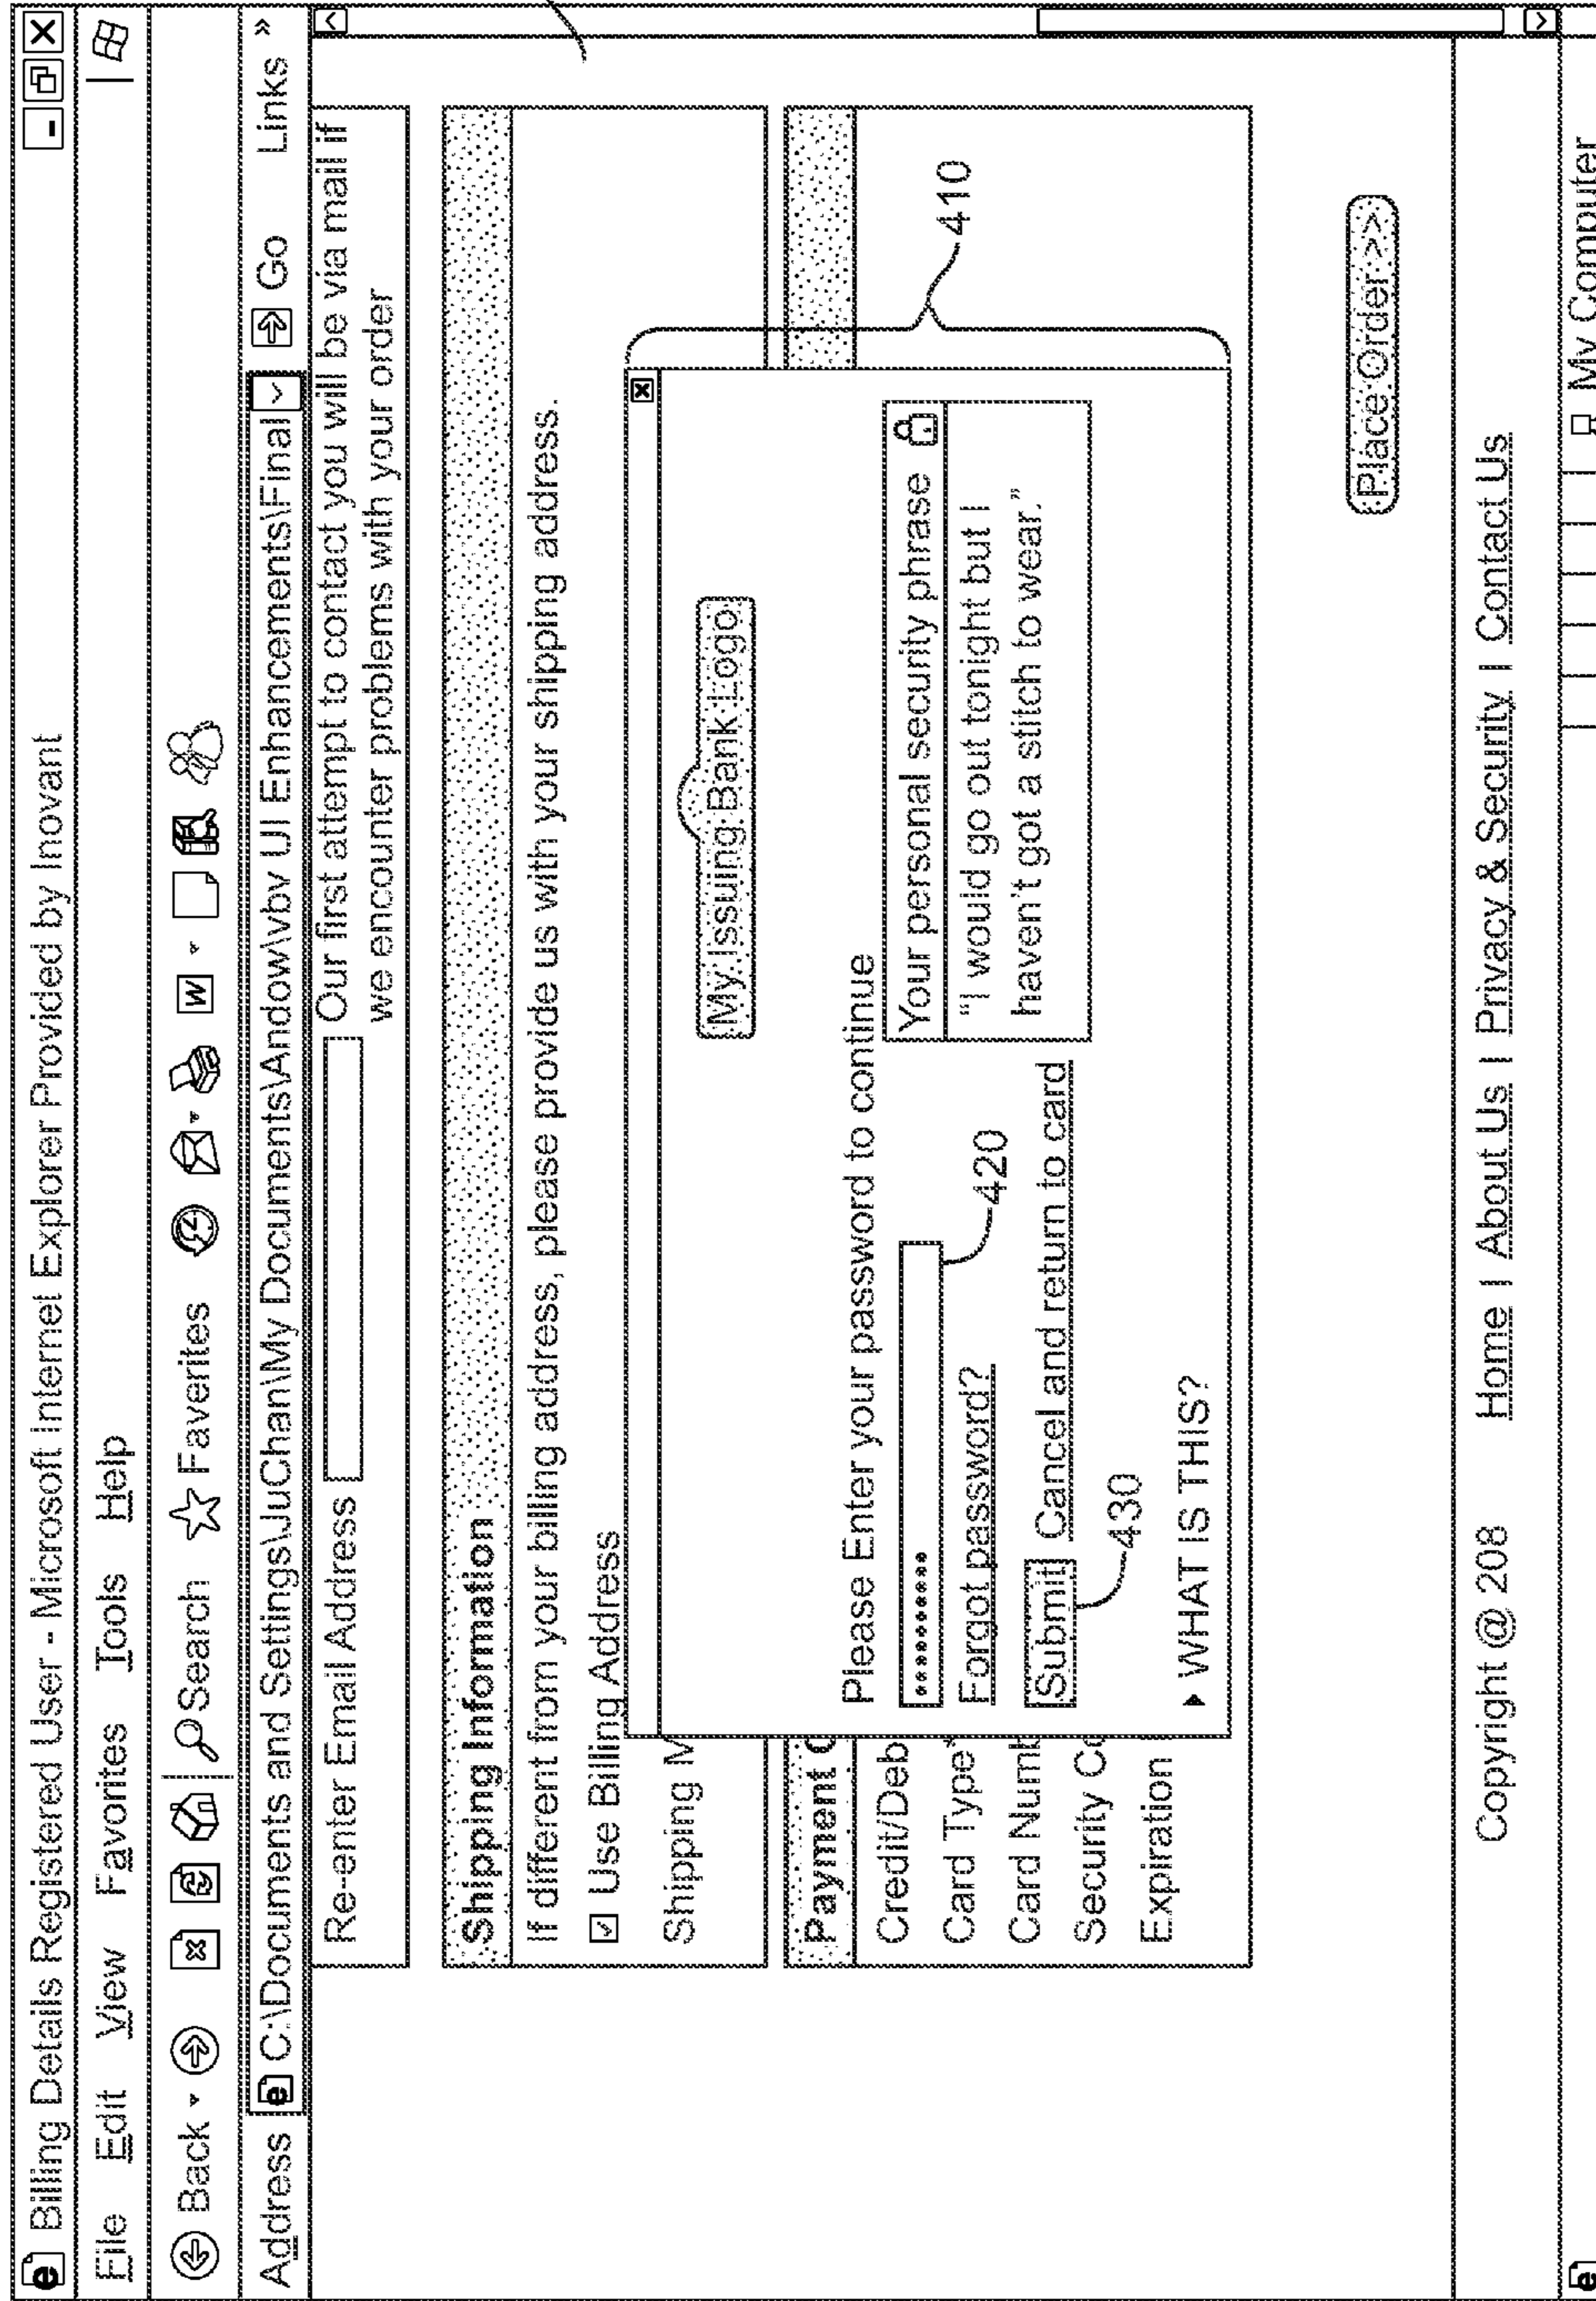 Billing Details Registered User - Microsoft Internet Explorer Provided by Inovant
File Edit View Favorites Tools Help
Back Search Faverites W
Address C:\Documents and Settings\JuChan\My Documents\Andow\vbv UI Enhancements\Final Go Links »
Re-enter Email Address Our first attempt to contact you will be via mail if
we encounter problems with your order
Shipping Information
If different from your billing address, please provide us with your shipping address.
Use Billing Address
Shipping M
My Issuing Bank Logo
Payment
Credit/Deb
Card Type*
Card Numb
Security Co
Expiration
Please Enter your password to continue
**********
420
Forgot password?
Submit Cancel and return to card
430
WHAT IS THIS?
Your personal security phrase
"I would go out tonight but I
haven't got a stitch to wear."
410
Place Order >>
Copyright @ 208 Home | About Us | Privacy & Security | Contact Us
My Computer